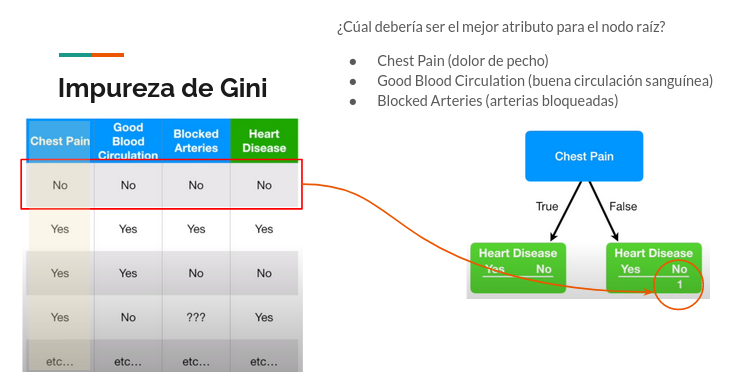 ¿Cúal debería ser el mejor atributo para el nodo raíz?
● Chest Pain (dolor de pecho)
● Good Blood Circulation (buena circulación sanguínea)
● Blocked Arteries (arterias bloqueadas)
Impureza de Gini
Chest Pain Good Blood Circulation Blocked Arteries Heart Disease
No No No No
Yes Yes Yes Yes
Yes Yes No No
Yes No ??? Yes
etc... etc... etc... etc...
Chest Pain
True False
Heart Disease Heart Disease
Yes No Yes No
1